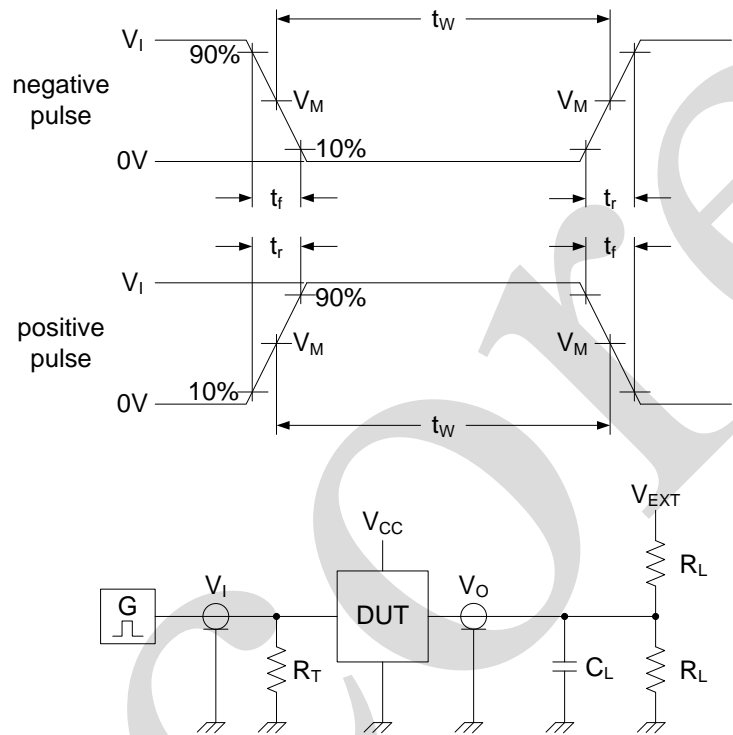 tW
VI
90%
negative
pulse
VM
VM
0V
10%
tf
tr
tr
tf
VI
90%
positive
pulse
VM
VM
10%
0V
tW
VEXT
VCC
RL
VI
VO
G
DUT
RT
CL
RL